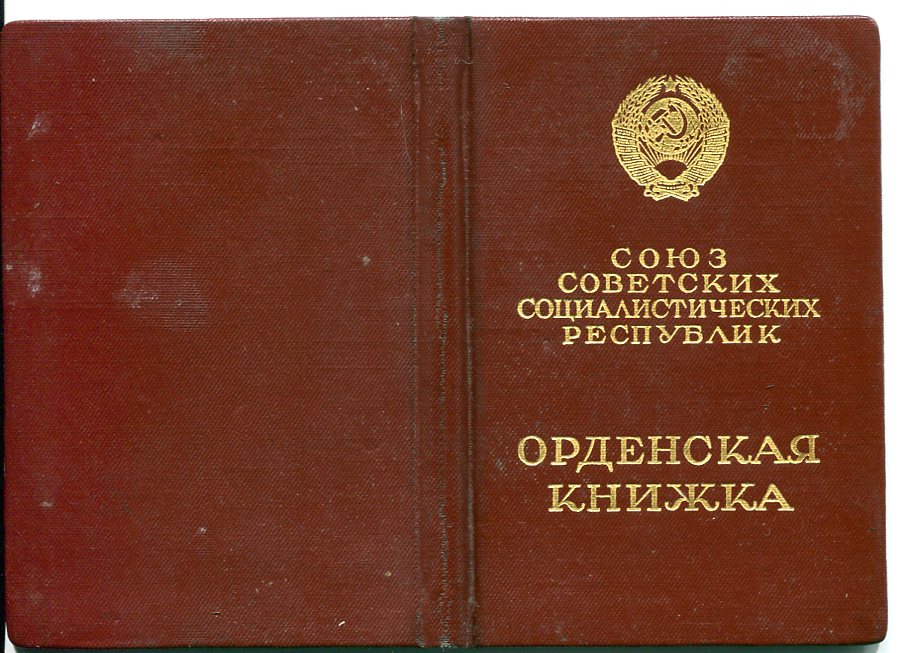 СОЮЗ
СОВЕТСКИХ
СОЦИАЛИСТИЧЕСКИХ
РЕСПУБЛИК
ОРДЕНСКАЯ
КНИЖКА